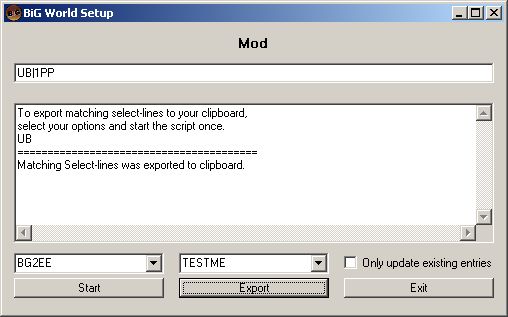 BiG World Setup
Mod
UB|1PP
To export matching select-lines to your clipboard,
select your options and start the script once.
UB
========================================
Matching Select-lines was exported to clipboard.
BG2EE
TESTME
Only update existing entries
Start
Export
Exit